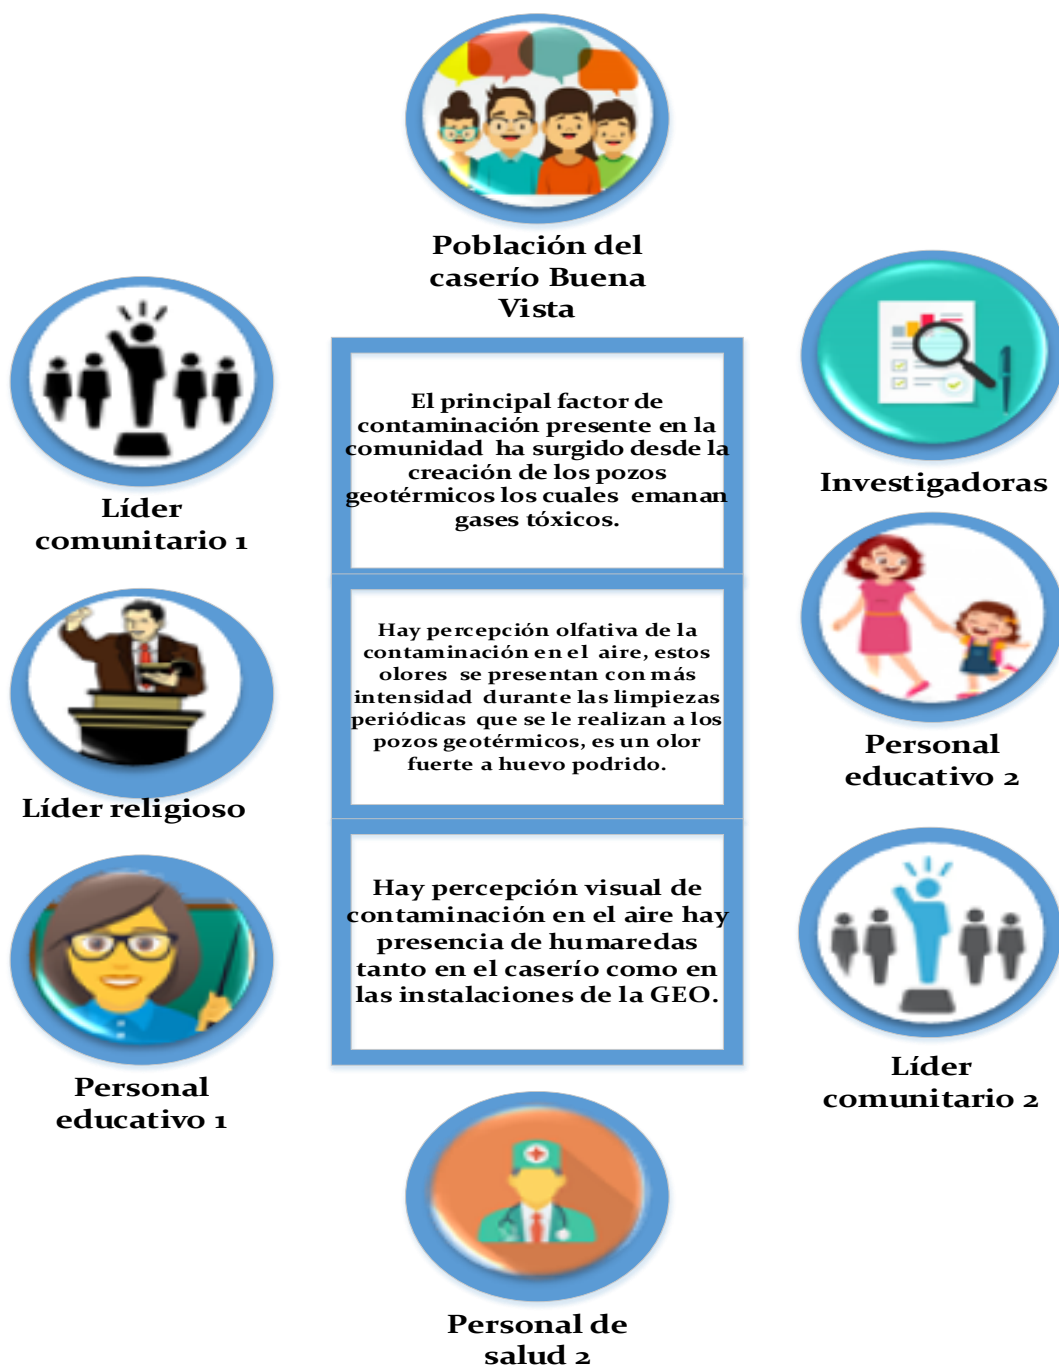 Población del
caserío Buena
Vista
Líder
comunitario 1
Líder religioso
Personal
educativo 1
El principal factor de
contaminación presente en la
comunidad ha surgido desde la
creación de los pozos
geotérmicos los cuales emanan
gases tóxicos.
Hay percepción olfativa de la
contaminación en el aire, estos
olores se presentan con más
intensidad durante las limpiezas
periódicas que se le realizan a los
pozos geotérmicos, es un olor
fuerte a huevo podrido.
Hay percepción visual de
contaminación en el aire hay
presencia de humaredas
tanto en el caserío como en
las instalaciones de la GEO.
Investigadoras
Personal
educativo 2
Líder
comunitario 2
Personal de
salud 2